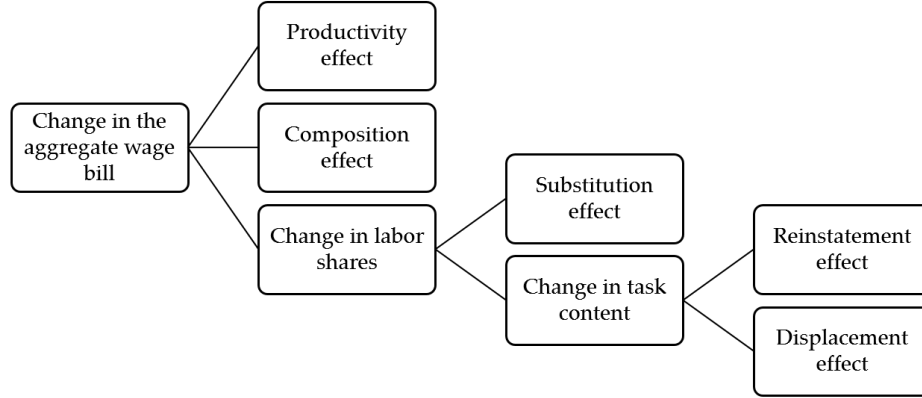 Productivity
effect
Change in the
aggregate wage
bill
Composition
effect
Change in labor
shares
Substitution
effect
Change in task
content
Reinstatement
effect
Displacement
effect